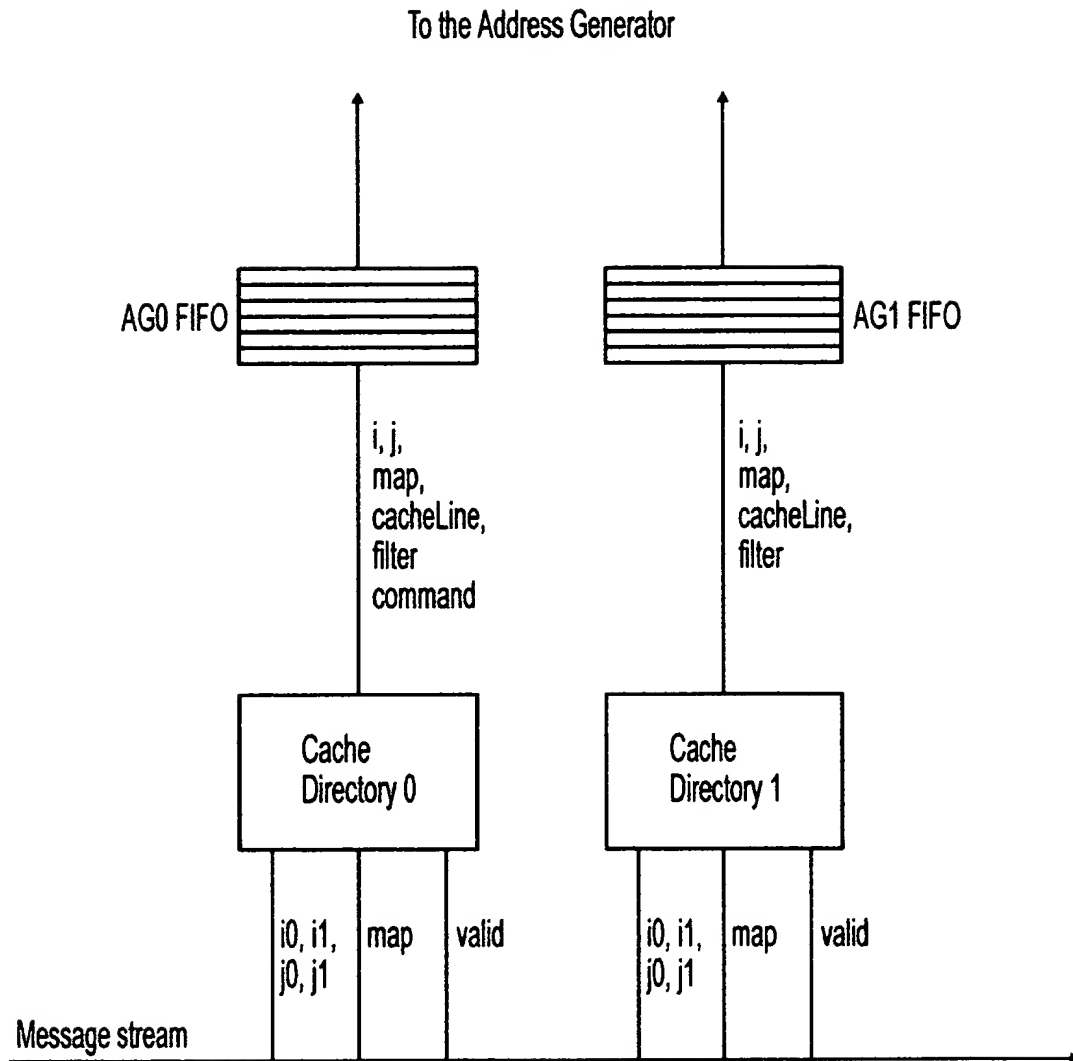 To the Address Generator
AG0 FIFO
AG1 FIFO
i, j,
map,
cacheLine,
filter
command
i, j,
map,
cacheLine,
filter
Cache
Directory 0
Cache
Directory 1
i0, i1,
j0, j1
map
valid
i0, i1,
j0, j1
map
valid
Message stream